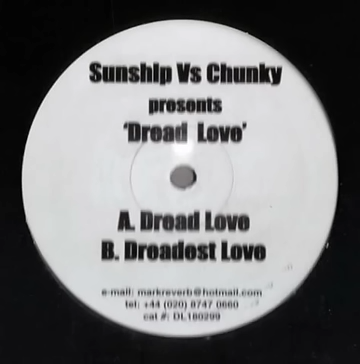 Sunship Vs Chunky
presents
'Dread Love'
A. Dread Love
B. Dreadest Love
e-mail: markreverb@hotmail.com
tel: +44 (020) 8747 0660
cat #: DL180299